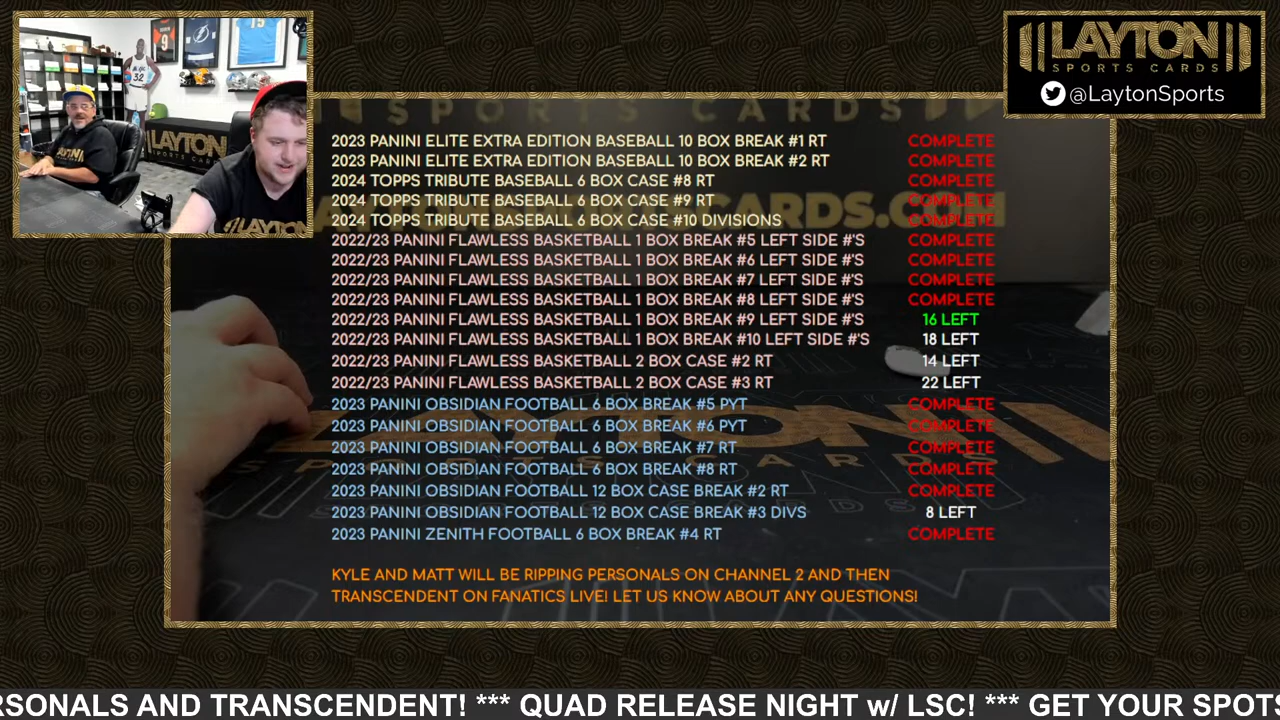 LAYTON
SPORTS CARDS
@LaytonSports
SPORTS CARDS
2023 PANINI ELITE EXTRA EDITION BASEBALL 10 BOX BREAK #1 RT COMPLETE
2023 PANINI ELITE EXTRA EDITION BASEBALL 10 BOX BREAK #2 RT COMPLETE
2024 TOPPS TRIBUTE BASEBALL 6 BOX CASE #8 RT COMPLETE
2024 TOPPS TRIBUTE BASEBALL 6 BOX CASE #9 RT COMPLETE
2024 TOPPS TRIBUTE BASEBALL 6 BOX CASE #10 DIVISIONS COMPLETE
2022/23 PANINI FLAWLESS BASKETBALL 1 BOX BREAK #5 LEFT SIDE #'S COMPLETE
2022/23 PANINI FLAWLESS BASKETBALL 1 BOX BREAK #6 LEFT SIDE #'S COMPLETE
2022/23 PANINI FLAWLESS BASKETBALL 1 BOX BREAK #7 LEFT SIDE #'S COMPLETE
2022/23 PANINI FLAWLESS BASKETBALL 1 BOX BREAK #8 LEFT SIDE #'S COMPLETE
2022/23 PANINI FLAWLESS BASKETBALL 1 BOX BREAK #9 LEFT SIDE #'S 16 LEFT
2022/23 PANINI FLAWLESS BASKETBALL 1 BOX BREAK #10 LEFT SIDE #'S 18 LEFT
2022/23 PANINI FLAWLESS BASKETBALL 2 BOX CASE #2 RT 14 LEFT
2022/23 PANINI FLAWLESS BASKETBALL 2 BOX CASE #3 RT 22 LEFT
2023 PANINI OBSIDIAN FOOTBALL 6 BOX BREAK #5 PYT COMPLETE
2023 PANINI OBSIDIAN FOOTBALL 6 BOX BREAK #6 PYT COMPLETE
2023 PANINI OBSIDIAN FOOTBALL 6 BOX BREAK #7 RT COMPLETE
2023 PANINI OBSIDIAN FOOTBALL 6 BOX BREAK #8 RT COMPLETE
2023 PANINI OBSIDIAN FOOTBALL 12 BOX CASE BREAK #2 RT COMPLETE
2023 PANINI OBSIDIAN FOOTBALL 12 BOX CASE BREAK #3 DIVS 8 LEFT
2023 PANINI ZENITH FOOTBALL 6 BOX BREAK #4 RT COMPLETE
KYLE AND MATT WILL BE RIPPING PERSONALS ON CHANNEL 2 AND THEN
TRANSCENDENT ON FANATICS LIVE! LET US KNOW ABOUT ANY QUESTIONS!
RSONALS AND TRANSCENDENT! *** QUAD RELEASE NIGHT w/ LSC! *** GET YOUR SPOTS